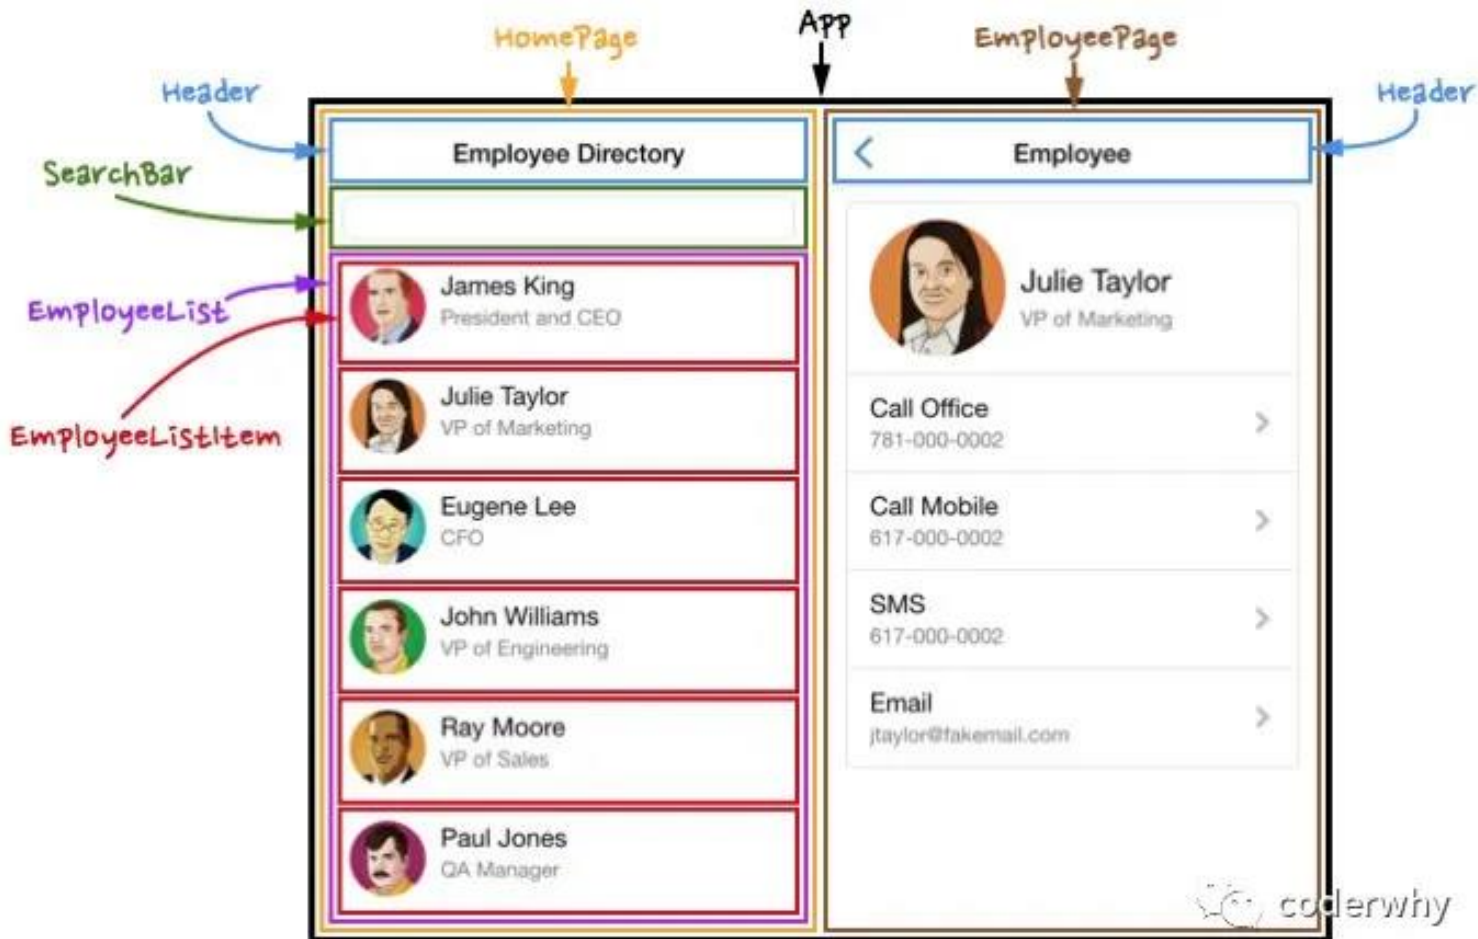 App
HomePage
EmployeePage
Header
Header
Employee Directory
Employee
SearchBar
James King
President and CEO
EmployeeList
Julie Taylor
VP of Marketing
EmployeeListItem
Eugene Lee
CFO
John Williams
VP of Engineering
Ray Moore
VP of Sales
Paul Jones
QA Manager
Julie Taylor
VP of Marketing
Call Office
781-000-0002
Call Mobile
617-000-0002
SMS
617-000-0002
Email
jtaylor@fakemail.com
coderwhy